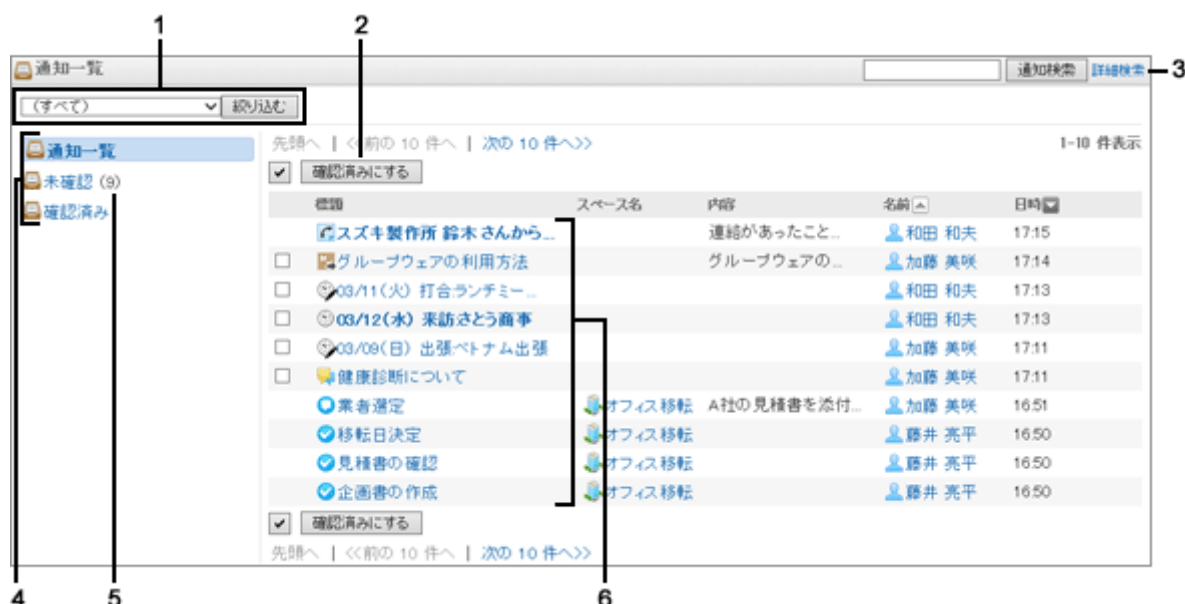 1 2
通知一覧 通知検索 詳細検索 3
(すべて) 絞り込む
先頭へ | <<前の 10 件へ | 次の 10 件へ>> 1-10 件表示
通知一覧
未確認 (9)
確認済み
確認済みにする
標題 スペース名 内容 名前 日時
スズキ製作所 鈴木さんから... 連絡があったこと... 和田 和夫 17:15
グループウェアの利用方法 グループウェアの... 加藤 美咲 17:14
03/11(火) 打合:ランチミー... 和田 和夫 17:13
03/12(水) 来訪:さとう商事 和田 和夫 17:13
03/09(日) 出張:ベトナム出張 加藤 美咲 17:11
健康診断について 加藤 美咲 17:11
業者選定 オフィス移転 A社の見積書を添付... 加藤 美咲 16:51
移転日決定 オフィス移転 藤井 亮平 16:50
見積書の確認 オフィス移転 藤井 亮平 16:50
企画書の作成 オフィス移転 藤井 亮平 16:50
確認済みにする
先頭へ | <<前の 10 件へ | 次の 10 件へ>>
4 5 6